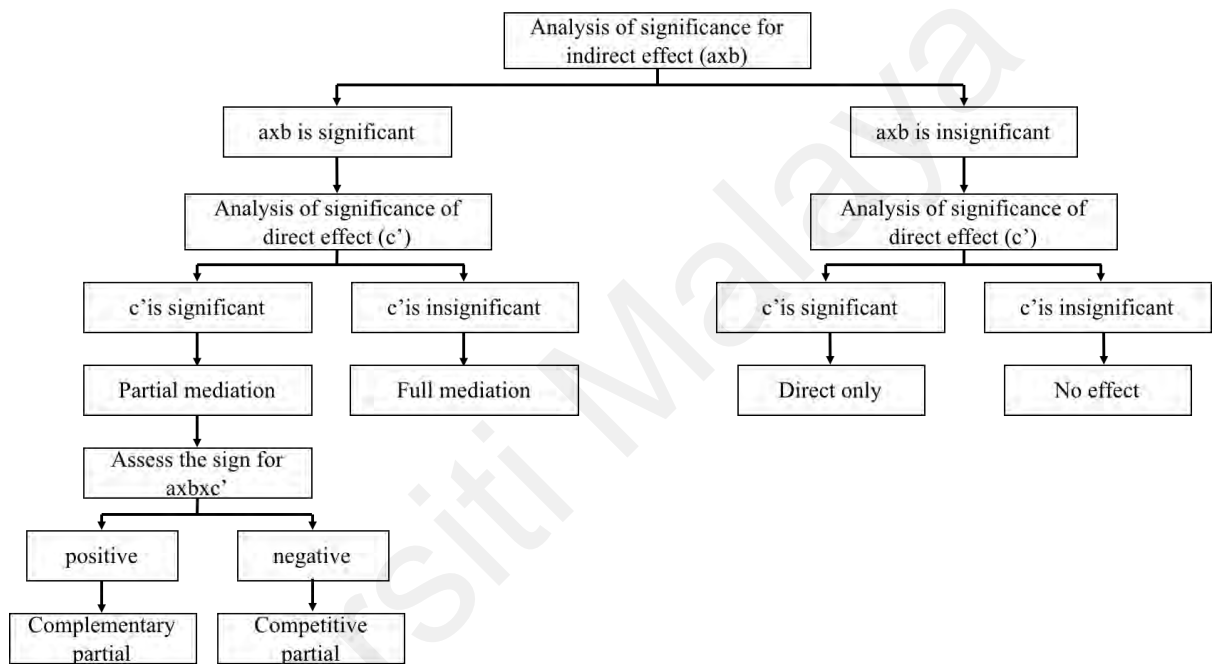 Analysis of significance for
indirect effect (axb)
axb is significant
axb is insignificant
Analysis of significance of
direct effect (c’)
Analysis of significance of
direct effect (c’)
c’is significant
c’is insignificant
c’is significant
c’is insignificant
Partial mediation
Full mediation
Direct only
No effect
Assess the sign for
axbxc’
positive
negative
Complementary
partial
Competitive
partial
rsiti Malaya